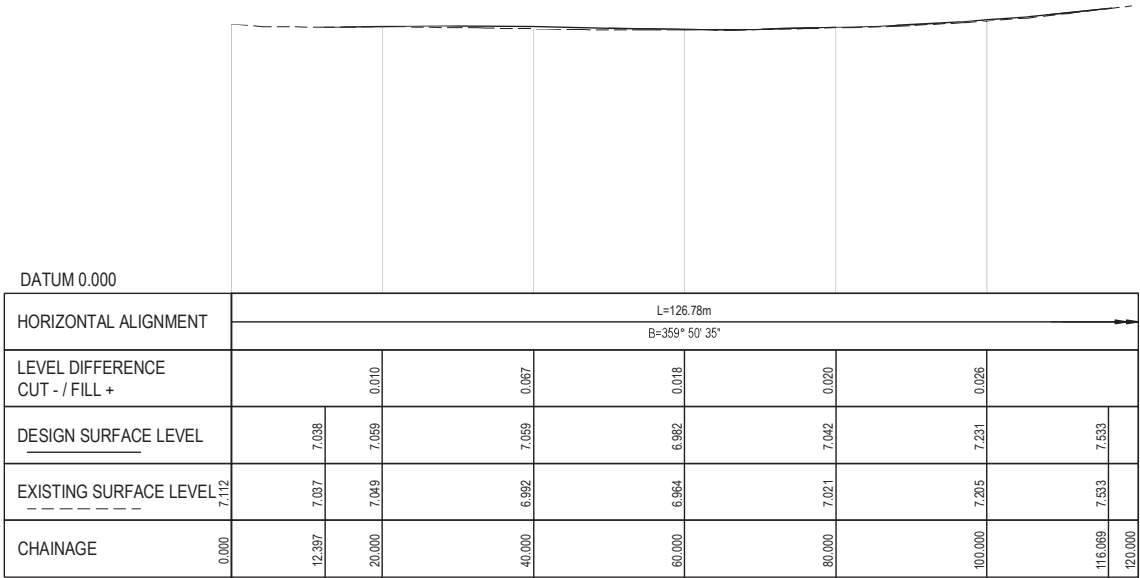 DATUM 0.000
HORIZONTAL ALIGNMENT
L=126.78m
B=359° 50' 35"
LEVEL DIFFERENCE
CUT - / FILL +
0.010 0.067 0.018 0.020 0.026
DESIGN SURFACE LEVEL
7.038 7.059 7.059 6.982 7.042 7.231 7.533
EXISTING SURFACE LEVEL
7.112 7.037 7.049 6.992 6.964 7.021 7.205 7.533
CHAINAGE
0.000 12.397 20.000 40.000 60.000 80.000 100.000 116.069 120.000